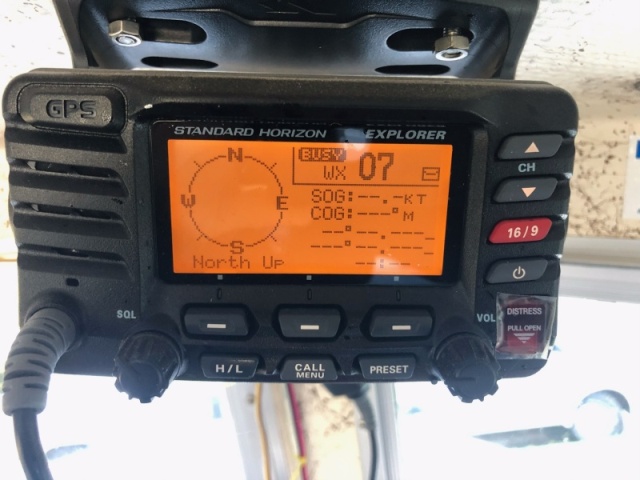 GPS
STANDARD HORIZON EXPLORER
BUSY
WX 07
N
W E
S
North Up
SOG:--.-KT
COG:---°M
--°--.---
---°--.---
--:--
CH
16/9
SQL
VOL
DISTRESS
PULL OPEN
H/L
CALL
MENU
PRESET